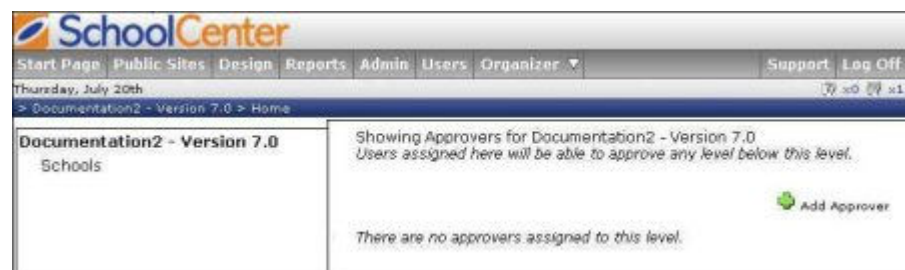 SchoolCenter
Start Page Public Sites Design Reports Admin Users Organizer Support Log Off
Thursday, July 20th x0 x1
> Documentation2 - Version 7.0 > Home
Documentation2 - Version 7.0
Schools
Showing Approvers for Documentation2 - Version 7.0
Users assigned here will be able to approve any level below this level.
Add Approver
There are no approvers assigned to this level.